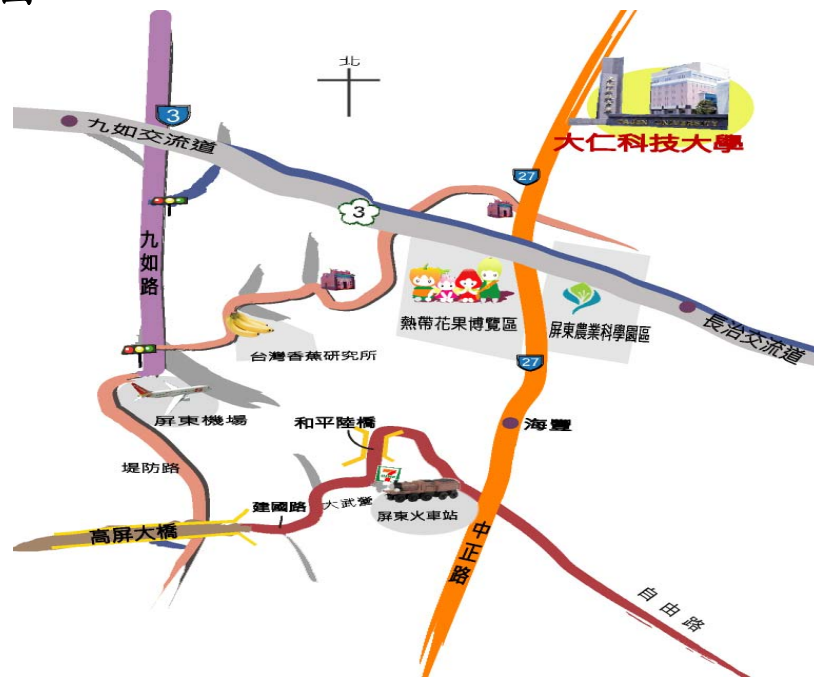 北
3
九如交流道
大仁科技大學
27
3
九如路
熱帶花果博覽區
屏東農業科學園區
長治交流道
台灣香蕉研究所
27
屏東機場
和平陸橋
海豐
堤防路
7
建國路
大武營
屏東火車站
高屏大橋
中正路
自由路